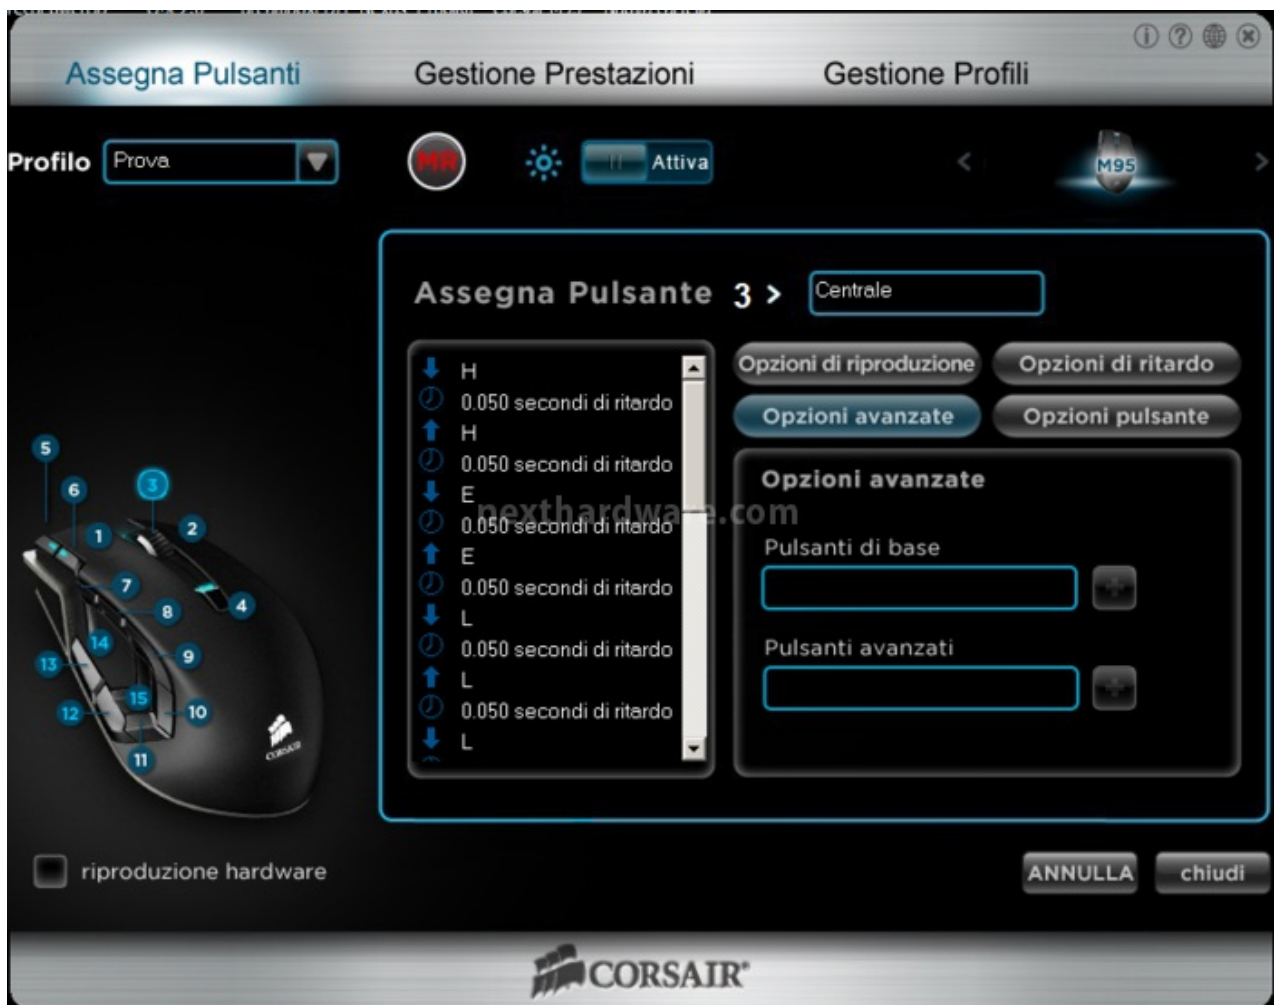 Assegna Pulsanti Gestione Prestazioni Gestione Profili
Profilo Prova MR Attiva M95
Assegna Pulsante 3 > Centrale
H
0.050 secondi di ritardo
H
0.050 secondi di ritardo
E
0.050 secondi di ritardo
E
0.050 secondi di ritardo
L
0.050 secondi di ritardo
L
0.050 secondi di ritardo
L
Opzioni di riproduzione Opzioni di ritardo
Opzioni avanzate Opzioni pulsante
Opzioni avanzate
Pulsanti di base
Pulsanti avanzati
nexthardware.com
5
6
3
1
2
7
8
4
14
9
13
15
12
10
11
CORSAIR
riproduzione hardware
ANNULLA chiudi
CORSAIR